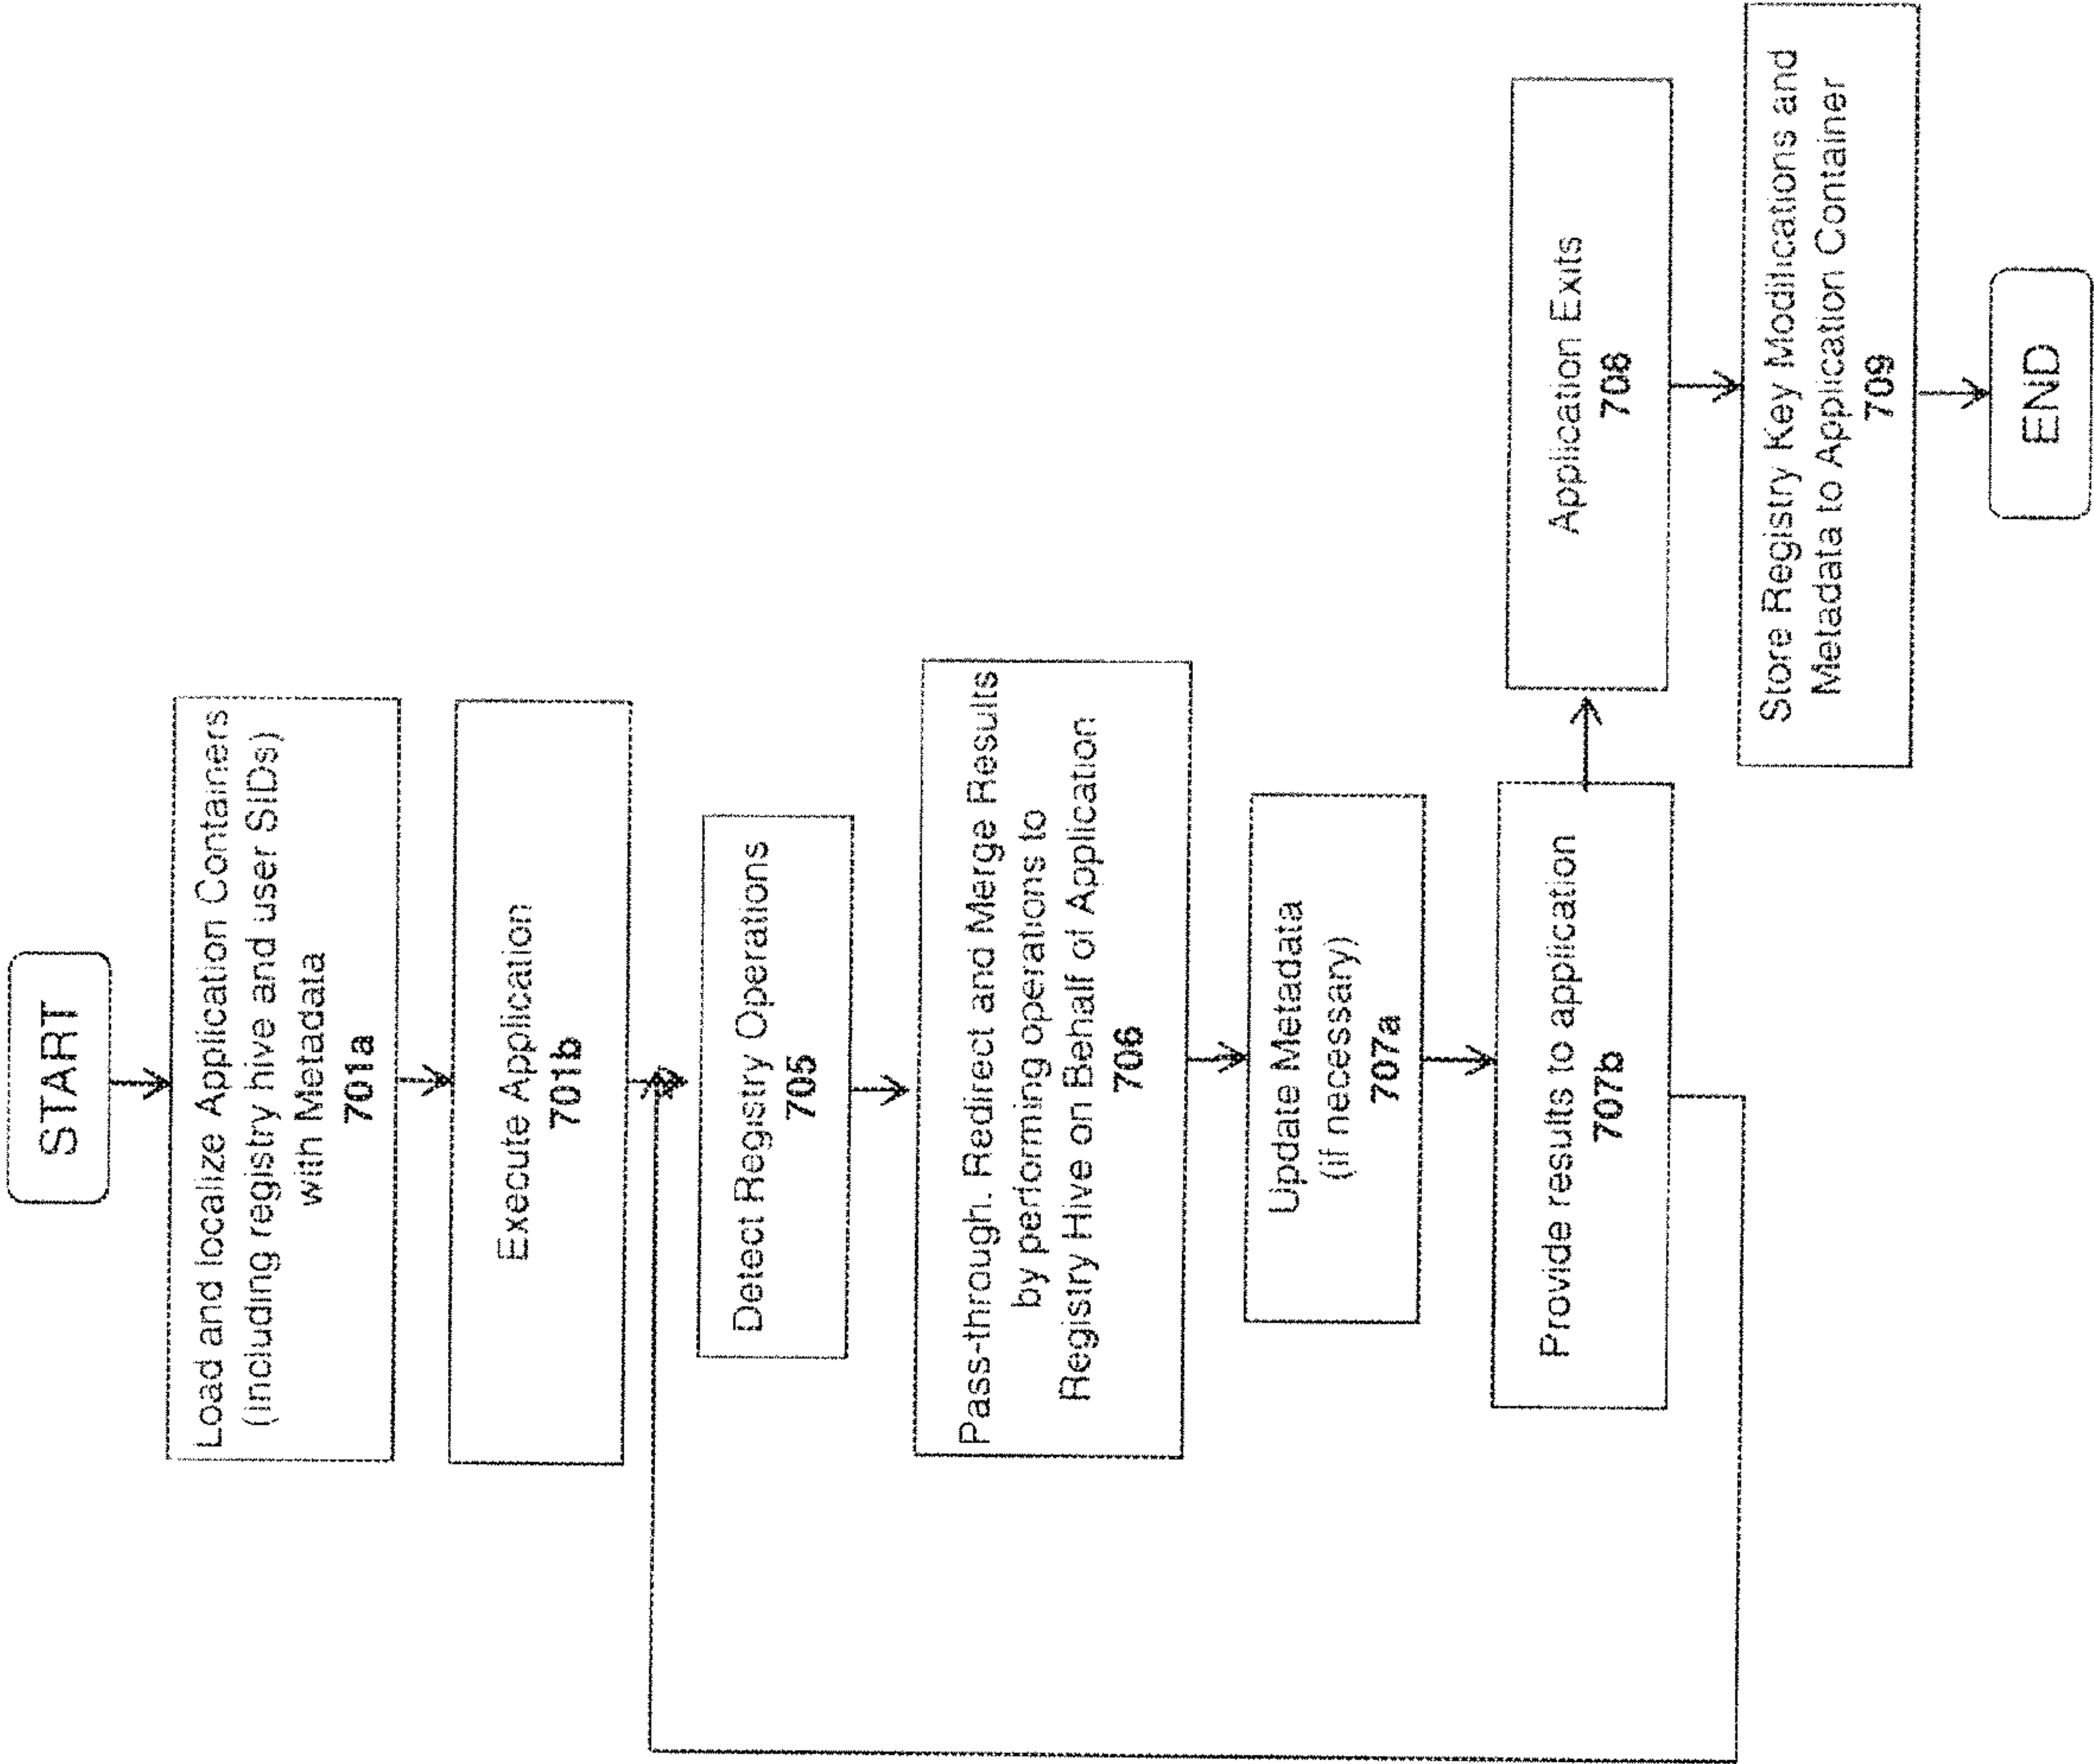 START
Load and localize Application Containers
(including registry hive and user SIDs)
with Metadata
701a
Execute Application
701b
Detect Registry Operations
705
Pass-through. Redirect and Merge Results
by performing operations to
Registry Hive on Behalf of Application
706
Update Metadata
(if necessary)
707a
Provide results to application
707b
Application Exits
708
Store Registry Key Modifications and
Metadata to Application Container
709
END